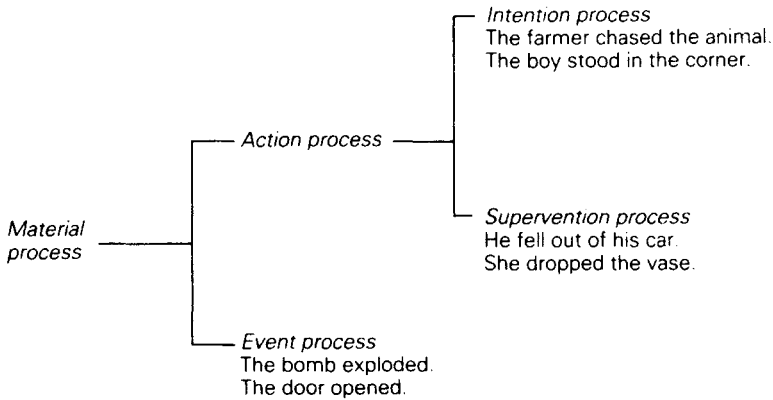 Intention process
The farmer chased the animal.
The boy stood in the corner.
Action process
Supervention process
He fell out of his car.
She dropped the vase.
Material
process
Event process
The bomb exploded.
The door opened.